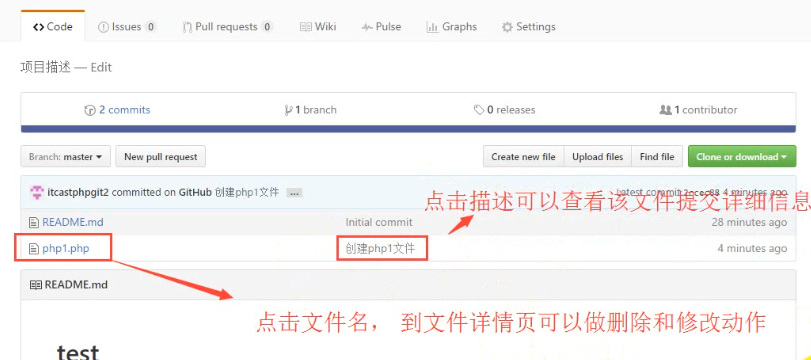 Code Issues 0 Pull requests 0 Wiki Pulse Graphs Settings
项目描述 — Edit
2 commits 1 branch 0 releases 1 contributor
Branch: master New pull request Create new file Upload files Find file Clone or download
itcastphpgit2 committed on GitHub 创建php1文件 … Latest commit 4 minutes ago
点击描述可以查看该文件提交详细信息
README.md Initial commit 28 minutes ago
php1.php 创建php1文件 4 minutes ago
README.md
点击文件名， 到文件详情页可以做删除和修改动作
test